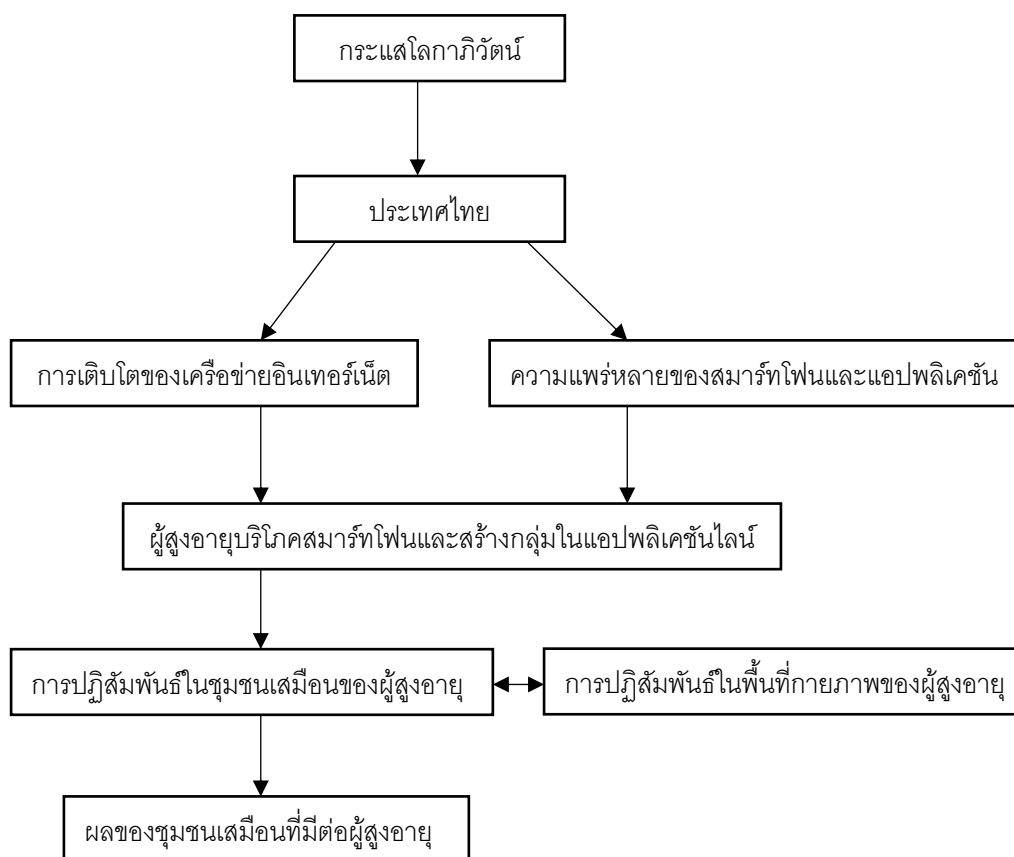 กระแสโลกาภิวัตน์
ประเทศไทย
การเติบโตของเครือข่ายอินเทอร์เน็ต
ความแพร่หลายของสมาร์ทโฟนและแอปพลิเคชัน
ผู้สูงอายุบริโภคสมาร์ทโฟนและสร้างกลุ่มในแอปพลิเคชันไลน์
การปฏิสัมพันธ์ในชุมชนเสมือนของผู้สูงอายุ
การปฏิสัมพันธ์ในพื้นที่กายภาพของผู้สูงอายุ
ผลของชุมชนเสมือนที่มีต่อผู้สูงอายุ